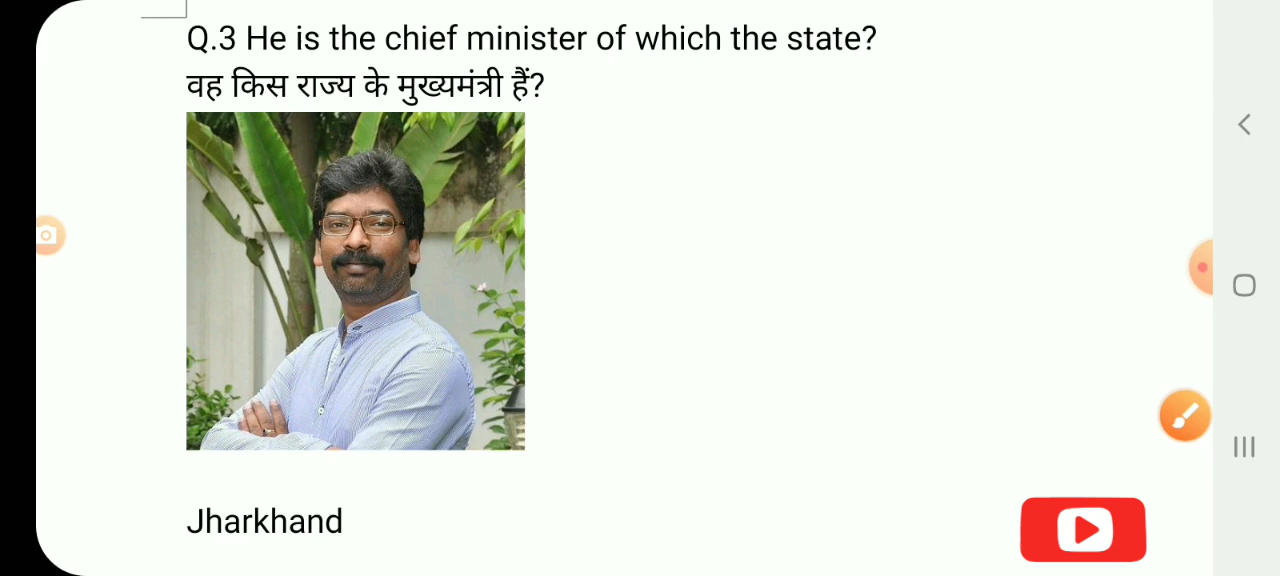 Q.3 He is the chief minister of which the state?
वह किस राज्य के मुख्यमंत्री हैं?
Jharkhand